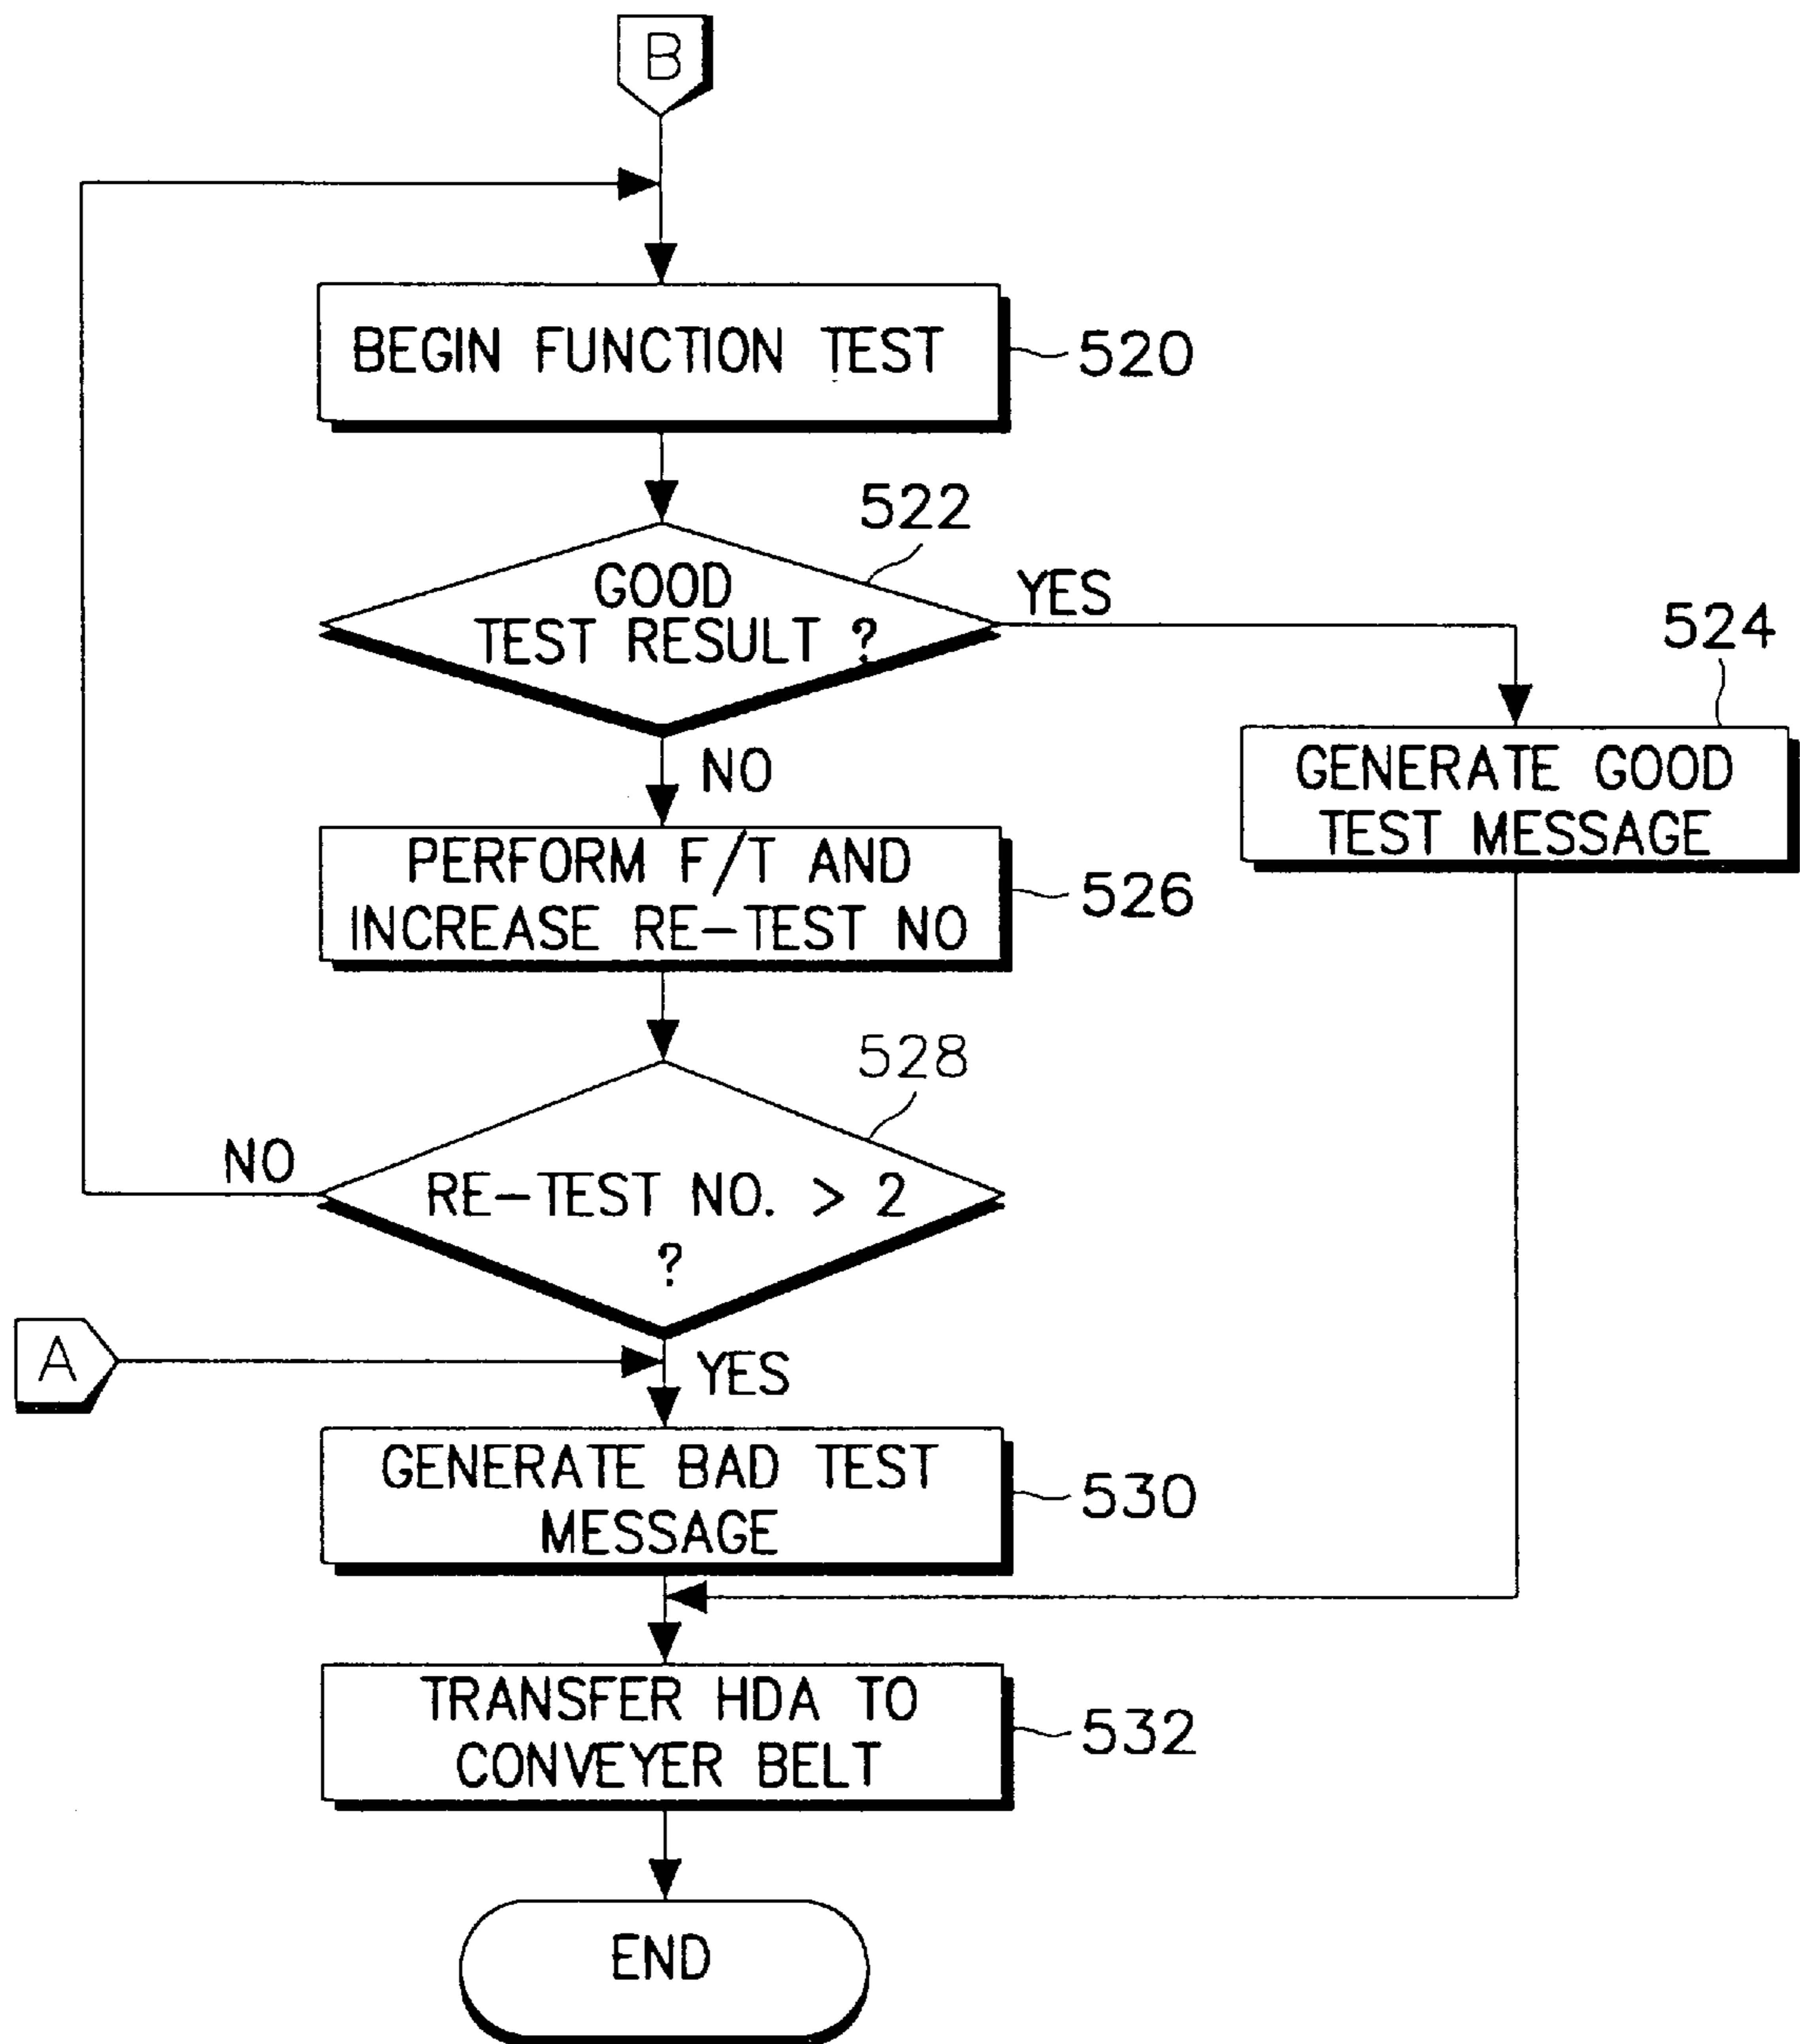 B
BEGIN FUNCTION TEST
520
522
GOOD
TEST RESULT ?
YES
524
GENERATE GOOD
TEST MESSAGE
NO
PERFORM F/T AND
INCREASE RE-TEST NO
526
528
NO
RE-TEST NO. > 2
?
A
YES
GENERATE BAD TEST
MESSAGE
530
TRANSFER HDA TO
CONVEYER BELT
532
END